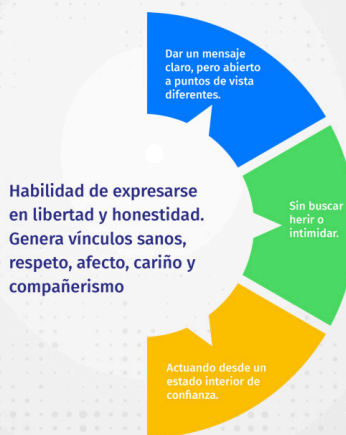 Dar un mensaje
claro, pero abierto
a puntos de vista
diferentes.
Habilidad de expresarse
en libertad y honestidad.
Genera vínculos sanos,
respeto, afecto, cariño y
compañerismo
Sin buscar
herir o
intimidar.
Actuando desde un
estado interior de
confianza.